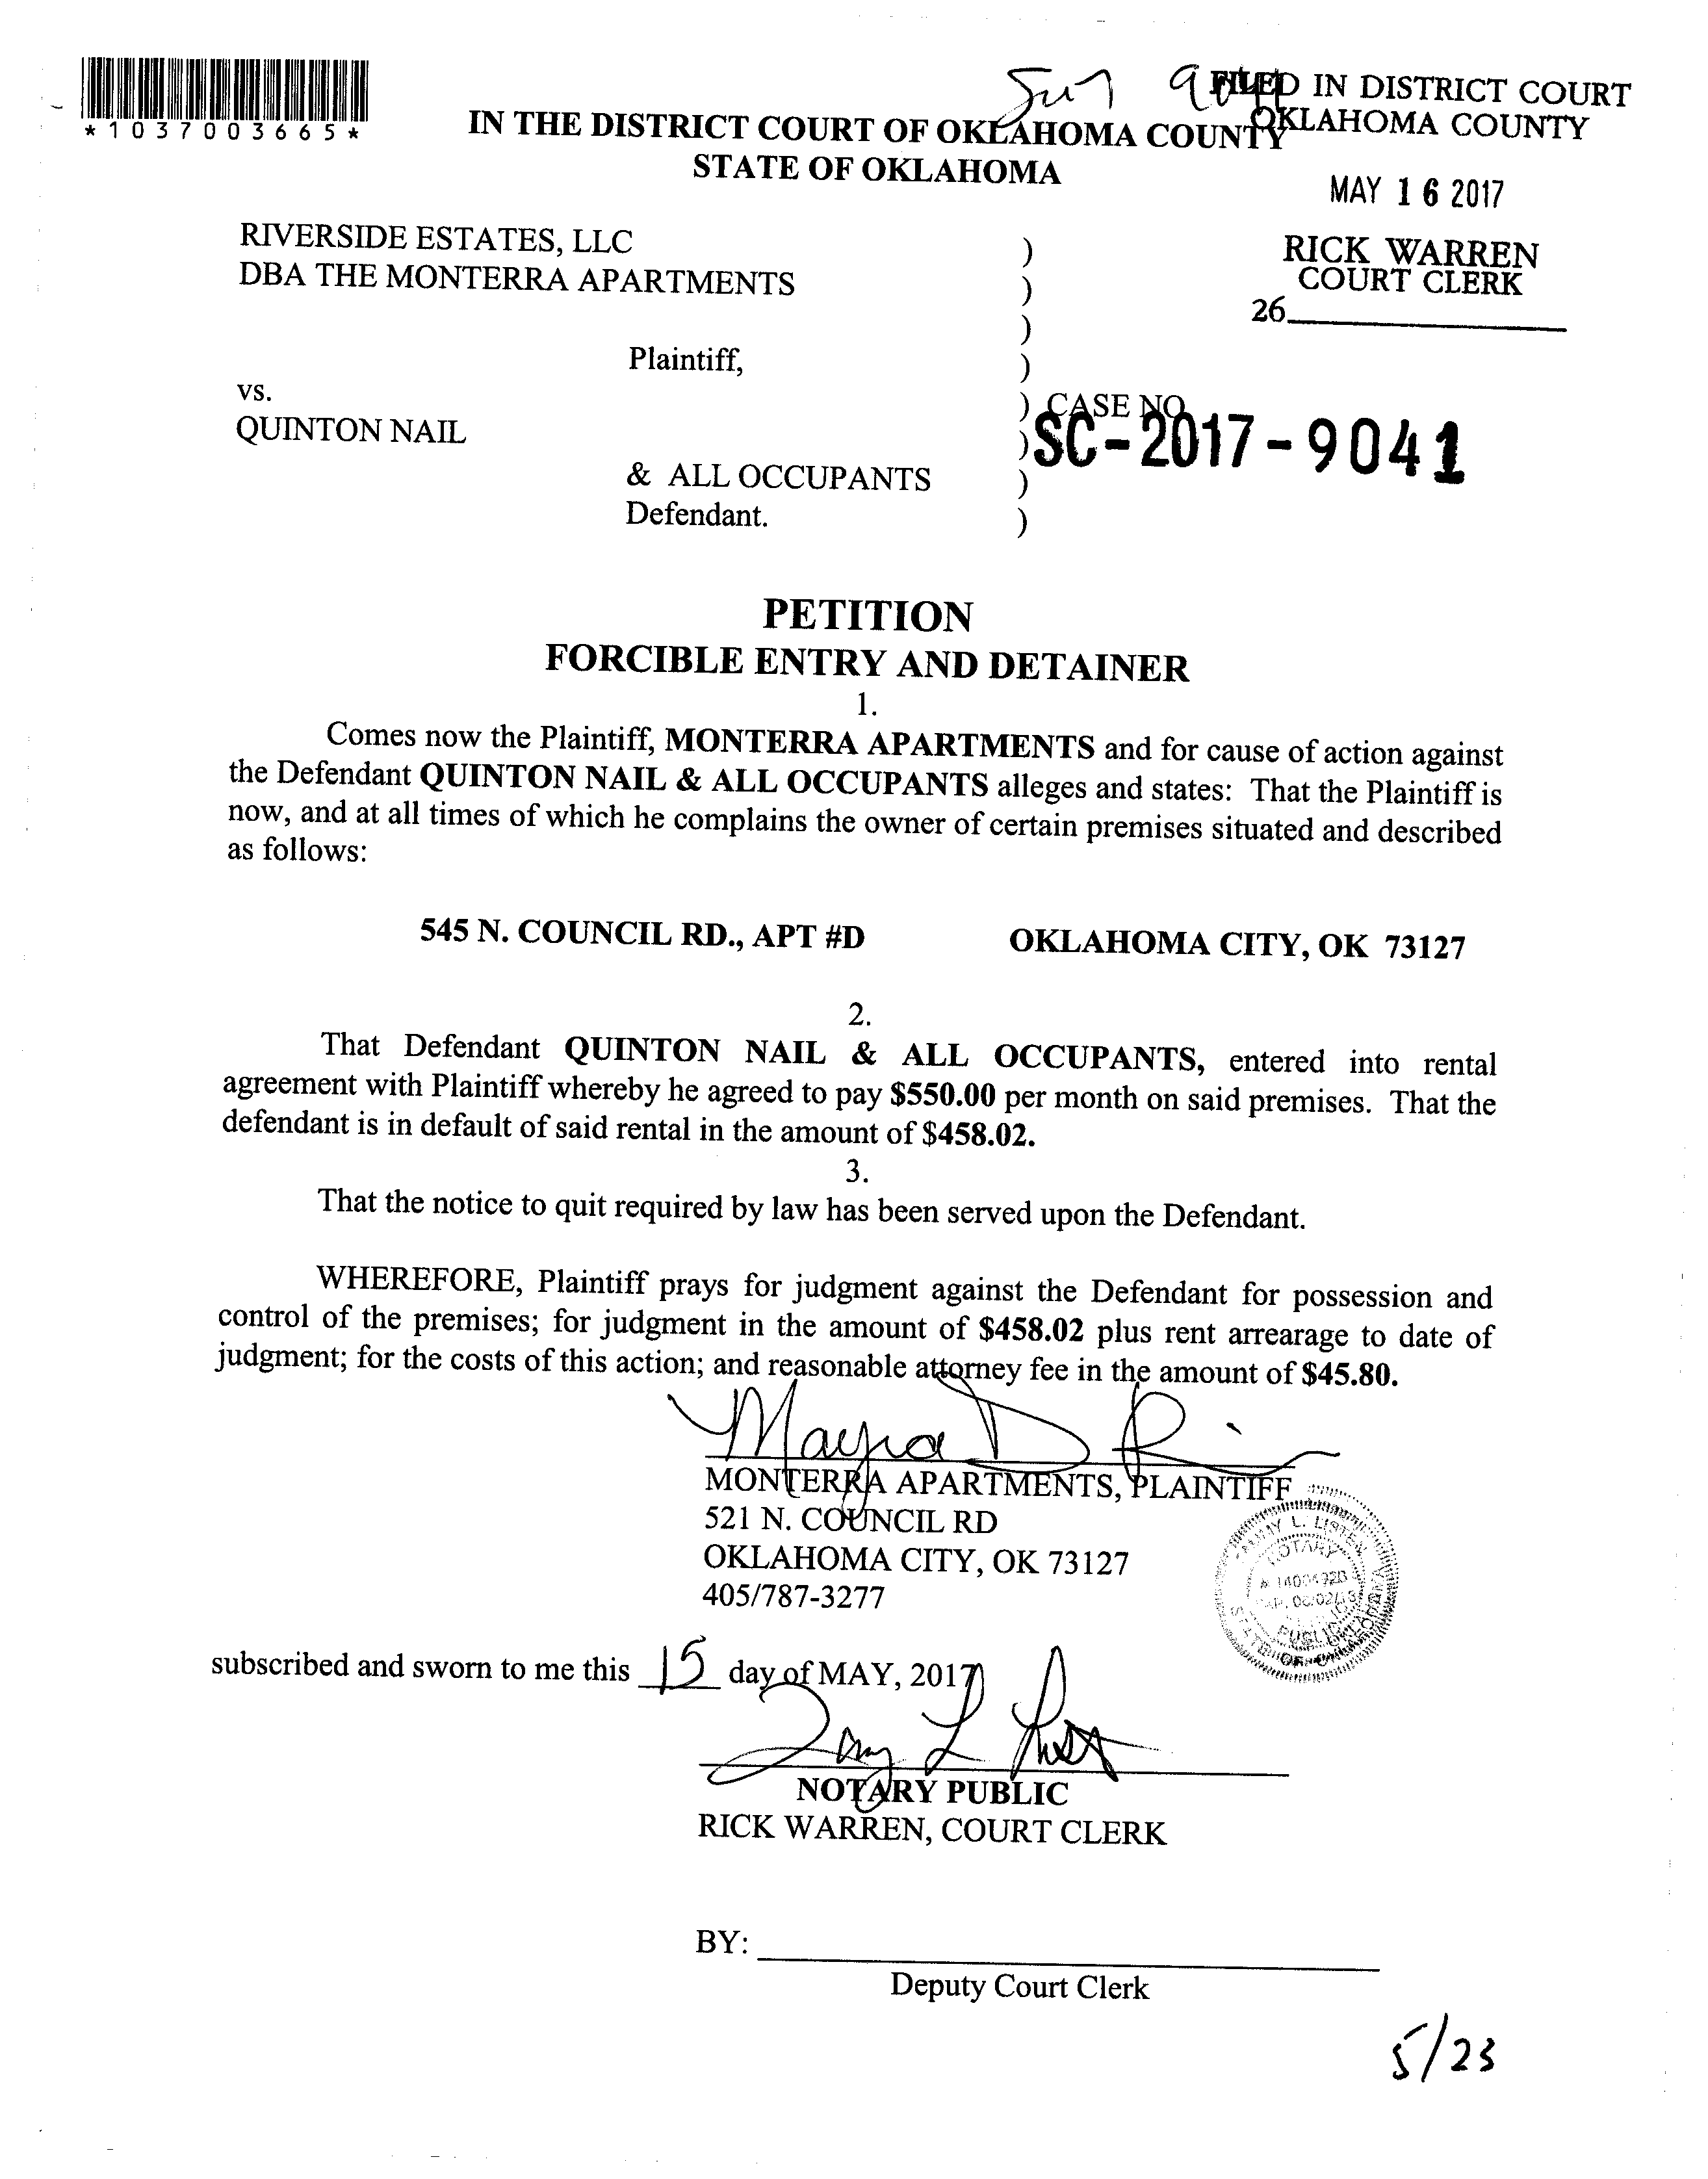 *1037003665*
FILED IN DISTRICT COURT
OKLAHOMA COUNTY
IN THE DISTRICT COURT OF OKLAHOMA COUNTY
STATE OF OKLAHOMA
MAY 16 2017
RICK WARREN
COURT CLERK
26
RIVERSIDE ESTATES, LLC
DBA THE MONTERRA APARTMENTS
)
)
)
Plaintiff, )
vs.
) CASE NO
QUINTON NAIL )
SC-2017-9041
& ALL OCCUPANTS )
Defendant. )
PETITION
FORCIBLE ENTRY AND DETAINER
1.
Comes now the Plaintiff, MONTERRA APARTMENTS and for cause of action against
the Defendant QUINTON NAIL & ALL OCCUPANTS alleges and states: That the Plaintiff is
now, and at all times of which he complains the owner of certain premises situated and described
as follows:
545 N. COUNCIL RD., APT #D OKLAHOMA CITY, OK 73127
2.
That Defendant QUINTON NAIL & ALL OCCUPANTS, entered into rental
agreement with Plaintiff whereby he agreed to pay $550.00 per month on said premises. That the
defendant is in default of said rental in the amount of $458.02.
3.
That the notice to quit required by law has been served upon the Defendant.
WHEREFORE, Plaintiff prays for judgment against the Defendant for possession and
control of the premises; for judgment in the amount of $458.02 plus rent arrearage to date of
judgment; for the costs of this action; and reasonable attorney fee in the amount of $45.80.
Mayra D
MONTERRA APARTMENTS, PLAINTIFF
521 N. COUNCIL RD
OKLAHOMA CITY, OK 73127
405/787-3277
L. LISTEN
NOTARY
PUBLIC
STATE OF OKLAHOMA
subscribed and sworn to me this 15 day of MAY, 2017
NOTARY PUBLIC
RICK WARREN, COURT CLERK
BY:
Deputy Court Clerk
5/23